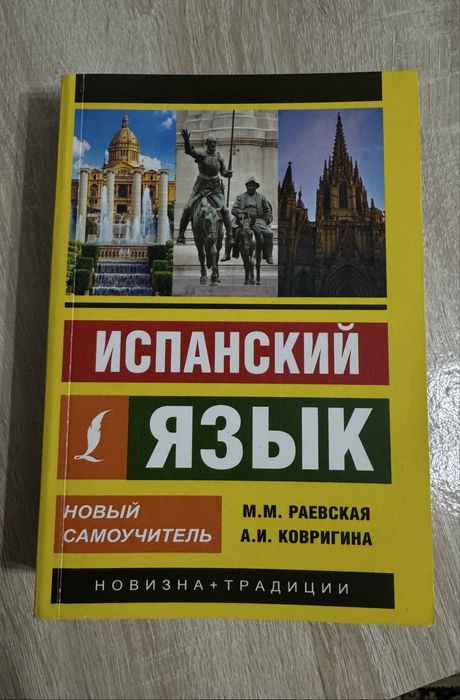 ИСПАНСКИЙ
ЯЗЫК
НОВЫЙ
САМОУЧИТЕЛЬ
М.М. РАЕВСКАЯ
А.И. КОВРИГИНА
НОВИЗНА+ТРАДИЦИИ